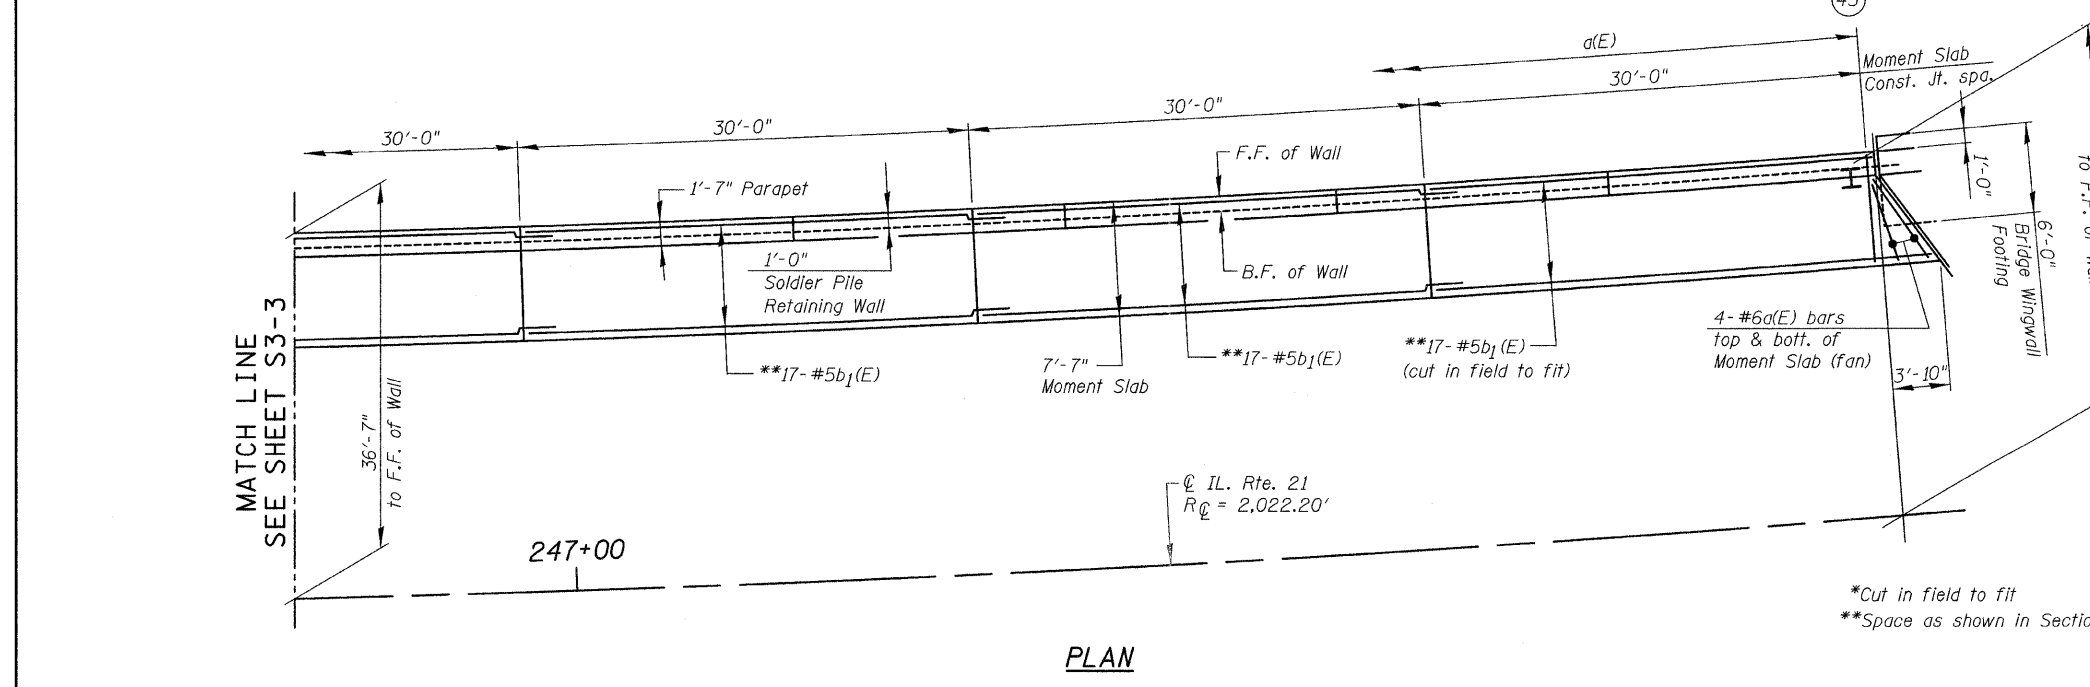 45
a(E)
Moment Slab
Const. Jt. spa.
30'-0"
30'-0"
30'-0"
30'-0"
F.F. of Wall
1'-7" Parapet
1'-0"
6'-0"
Bridge Wingwall
Footing
to F.F. of Wall
1'-0"
Soldier Pile
Retaining Wall
B.F. of Wall
MATCH LINE
SEE SHEET S3-3
36'-7"
to F.F. of Wall
**17-#5b1(E)
7'-7"
Moment Slab
**17-#5b1(E)
**17-#5b1(E)
(cut in field to fit)
4-#6a(E) bars
top & bott. of
Moment Slab (fan)
3'-10"
℄ IL. Rte. 21
R℄ = 2,022.20'
247+00
*Cut in field to fit
**Space as shown in Sectio
PLAN